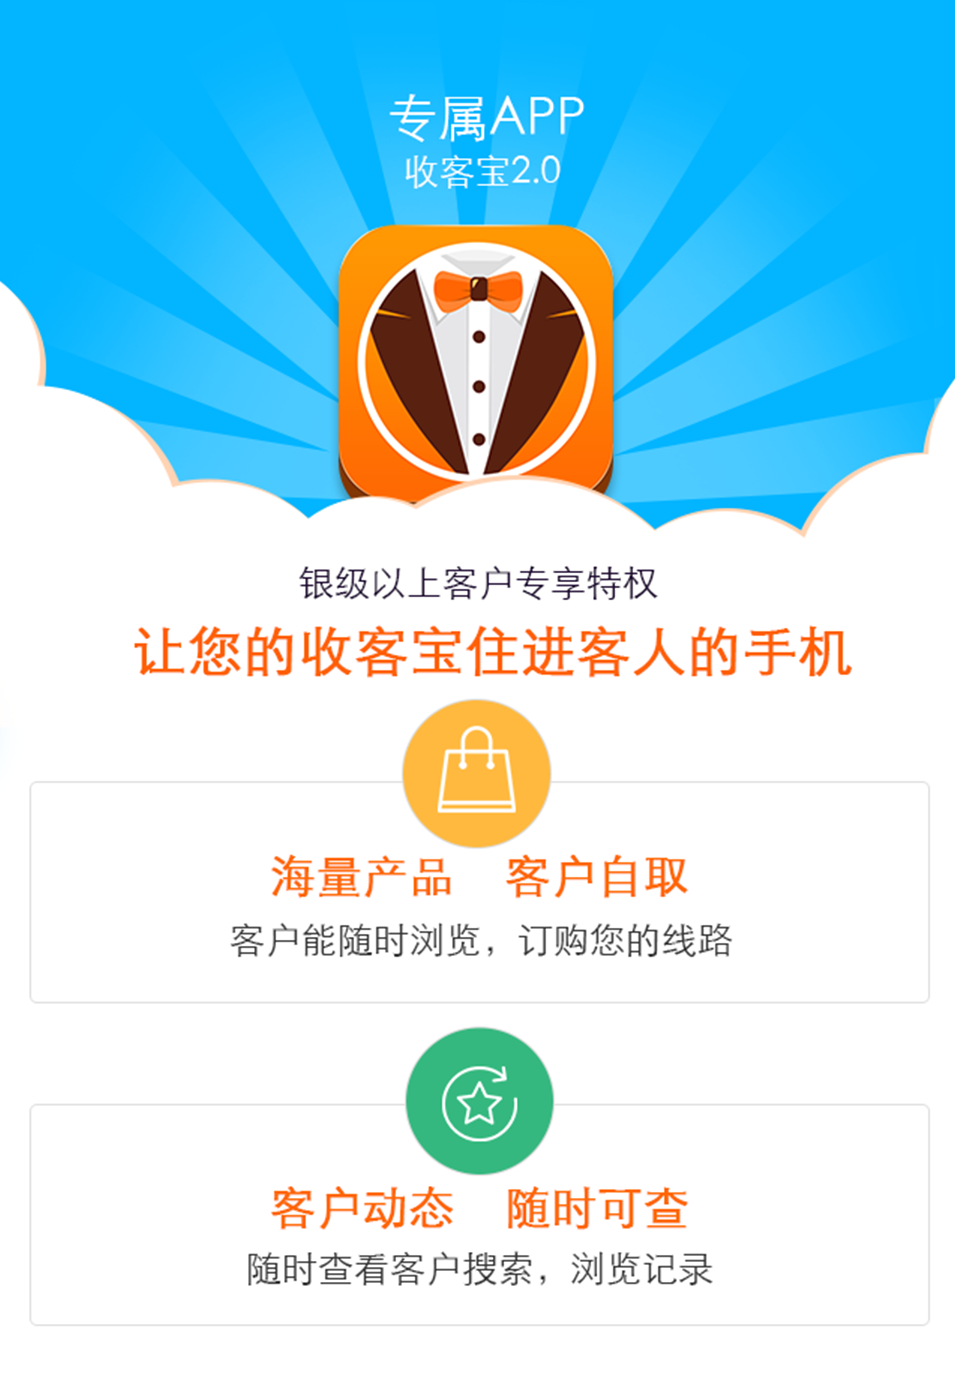 专属APP
收客宝2.0
银级以上客户专享特权
让您的收客宝住进客人的手机
海量产品 客户自取
客户能随时浏览，订购您的线路
客户动态 随时可查
随时查看客户搜索，浏览记录